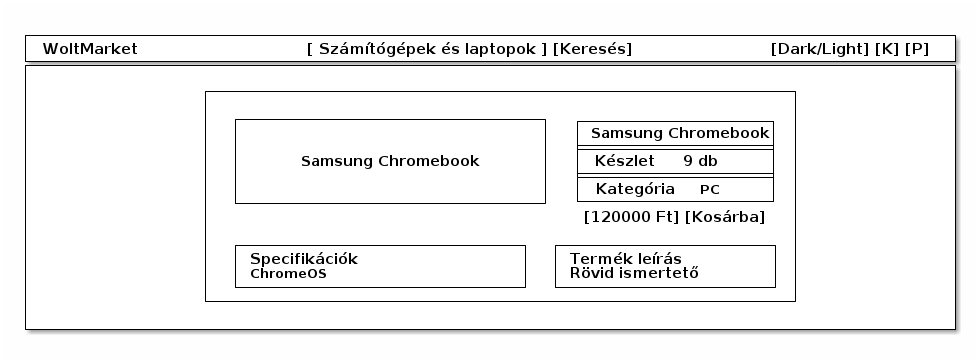 WoltMarket [ Számítógépek és laptopok ] [Keresés] [Dark/Light] [K] [P]
Samsung Chromebook
Samsung Chromebook
Készlet 9 db
Kategória PC
[120000 Ft] [Kosárba]
Specifikációk
ChromeOS
Termék leírás
Rövid ismertető